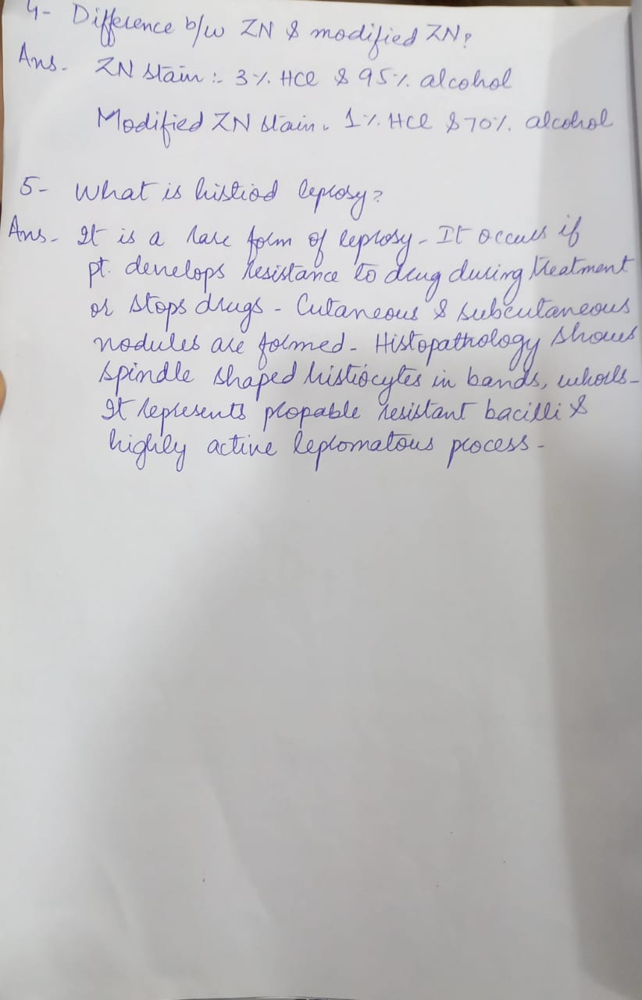 4- Difference b/w ZN & modified ZN?
Ans. ZN stain :- 3% HCl & 95% alcohol
Modified ZN stain. 1% HCl & 70% alcohol
5- What is histiod leprosy?
Ans- It is a rare form of leprosy- It occurs if
pt. develops resistance to drug during treatment
or stops drugs - Cutaneous & subcutaneous
nodules are formed- Histopathology shows
spindle shaped histiocytes in bands, whorls-
It represents propable resistant bacilli &
highly active lepromatous process-